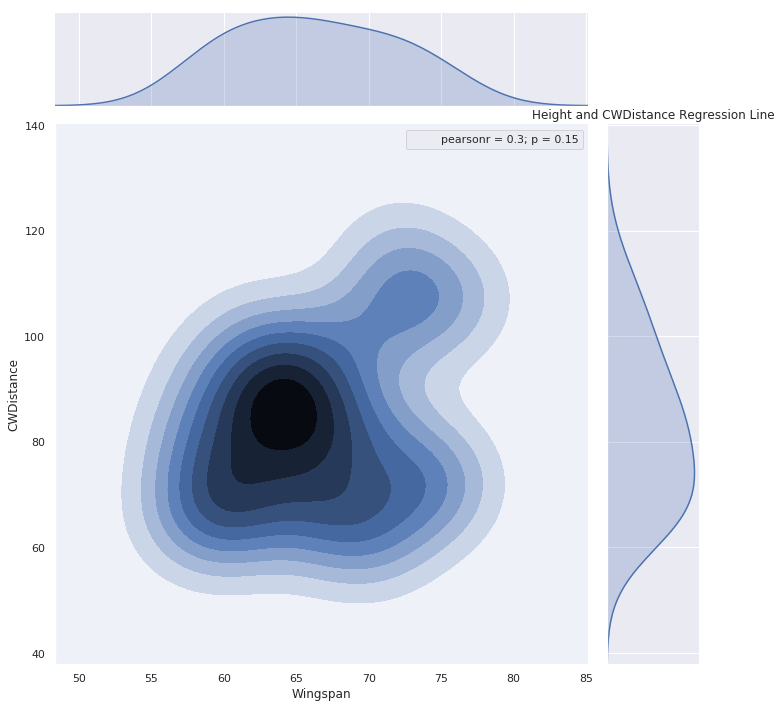 Height and CWDistance Regression Line
pearsonr = 0.3; p = 0.15
140
120
100
80
60
40
CWDistance
50 55 60 65 70 75 80 85
Wingspan